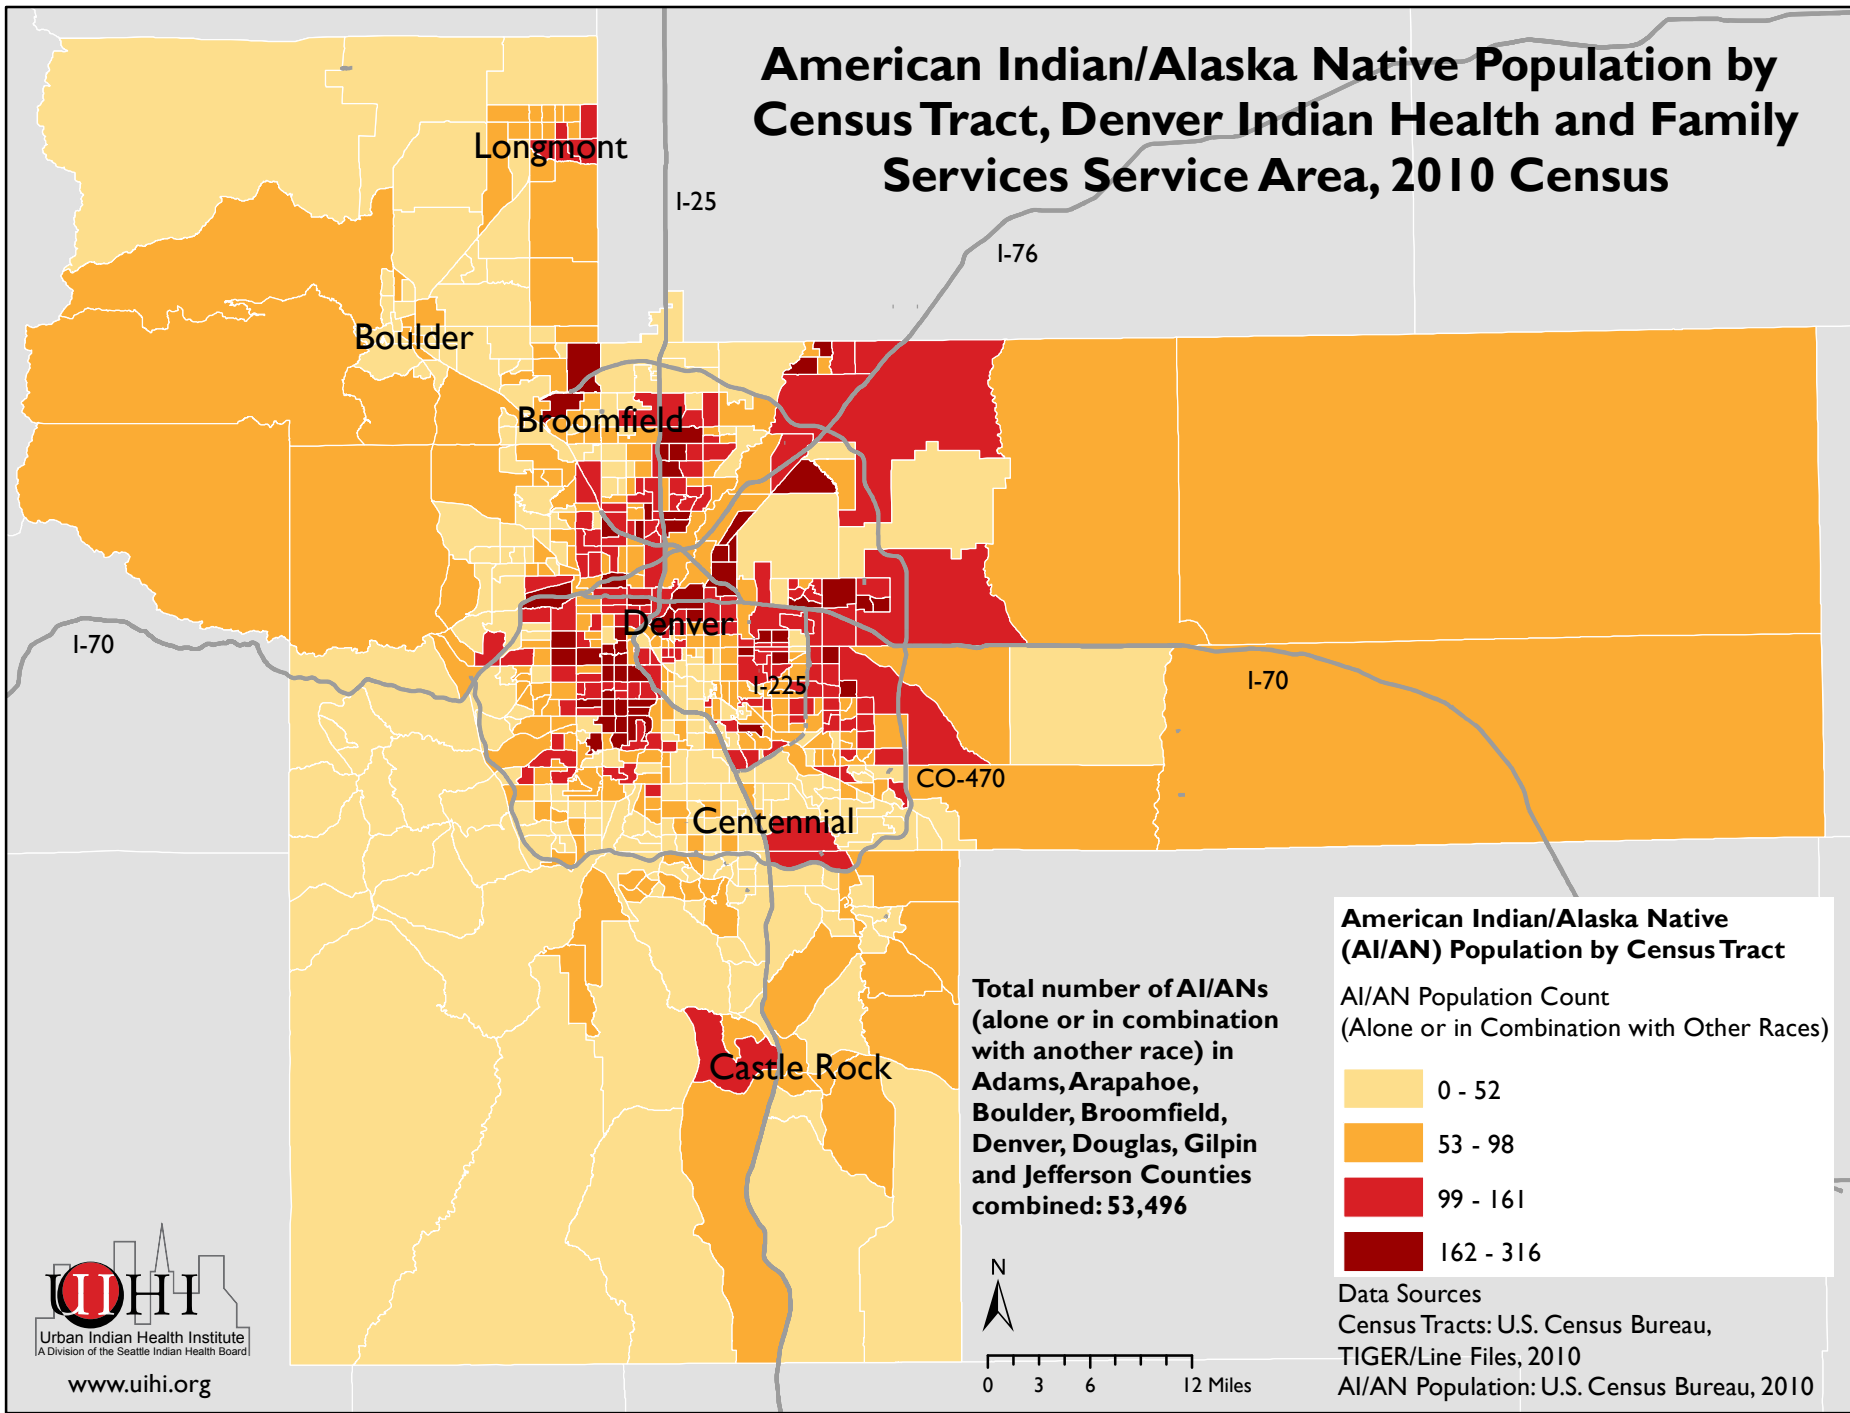 American Indian/Alaska Native Population by
Census Tract, Denver Indian Health and Family
Services Service Area, 2010 Census
Longmont
I-25
I-76
Boulder
Broomfield
Denver
I-70
I-225
I-70
CO-470
Centennial
Castle Rock
Total number of AI/ANs
(alone or in combination
with another race) in
Adams, Arapahoe,
Boulder, Broomfield,
Denver, Douglas, Gilpin
and Jefferson Counties
combined: 53,496
American Indian/Alaska Native
(AI/AN) Population by Census Tract
AI/AN Population Count
(Alone or in Combination with Other Races)
0 - 52
53 - 98
99 - 161
162 - 316
Data Sources
Census Tracts: U.S. Census Bureau,
TIGER/Line Files, 2010
AI/AN Population: U.S. Census Bureau, 2010
N
0 3 6 12 Miles
UIHI
Urban Indian Health Institute
A Division of the Seattle Indian Health Board
www.uihi.org